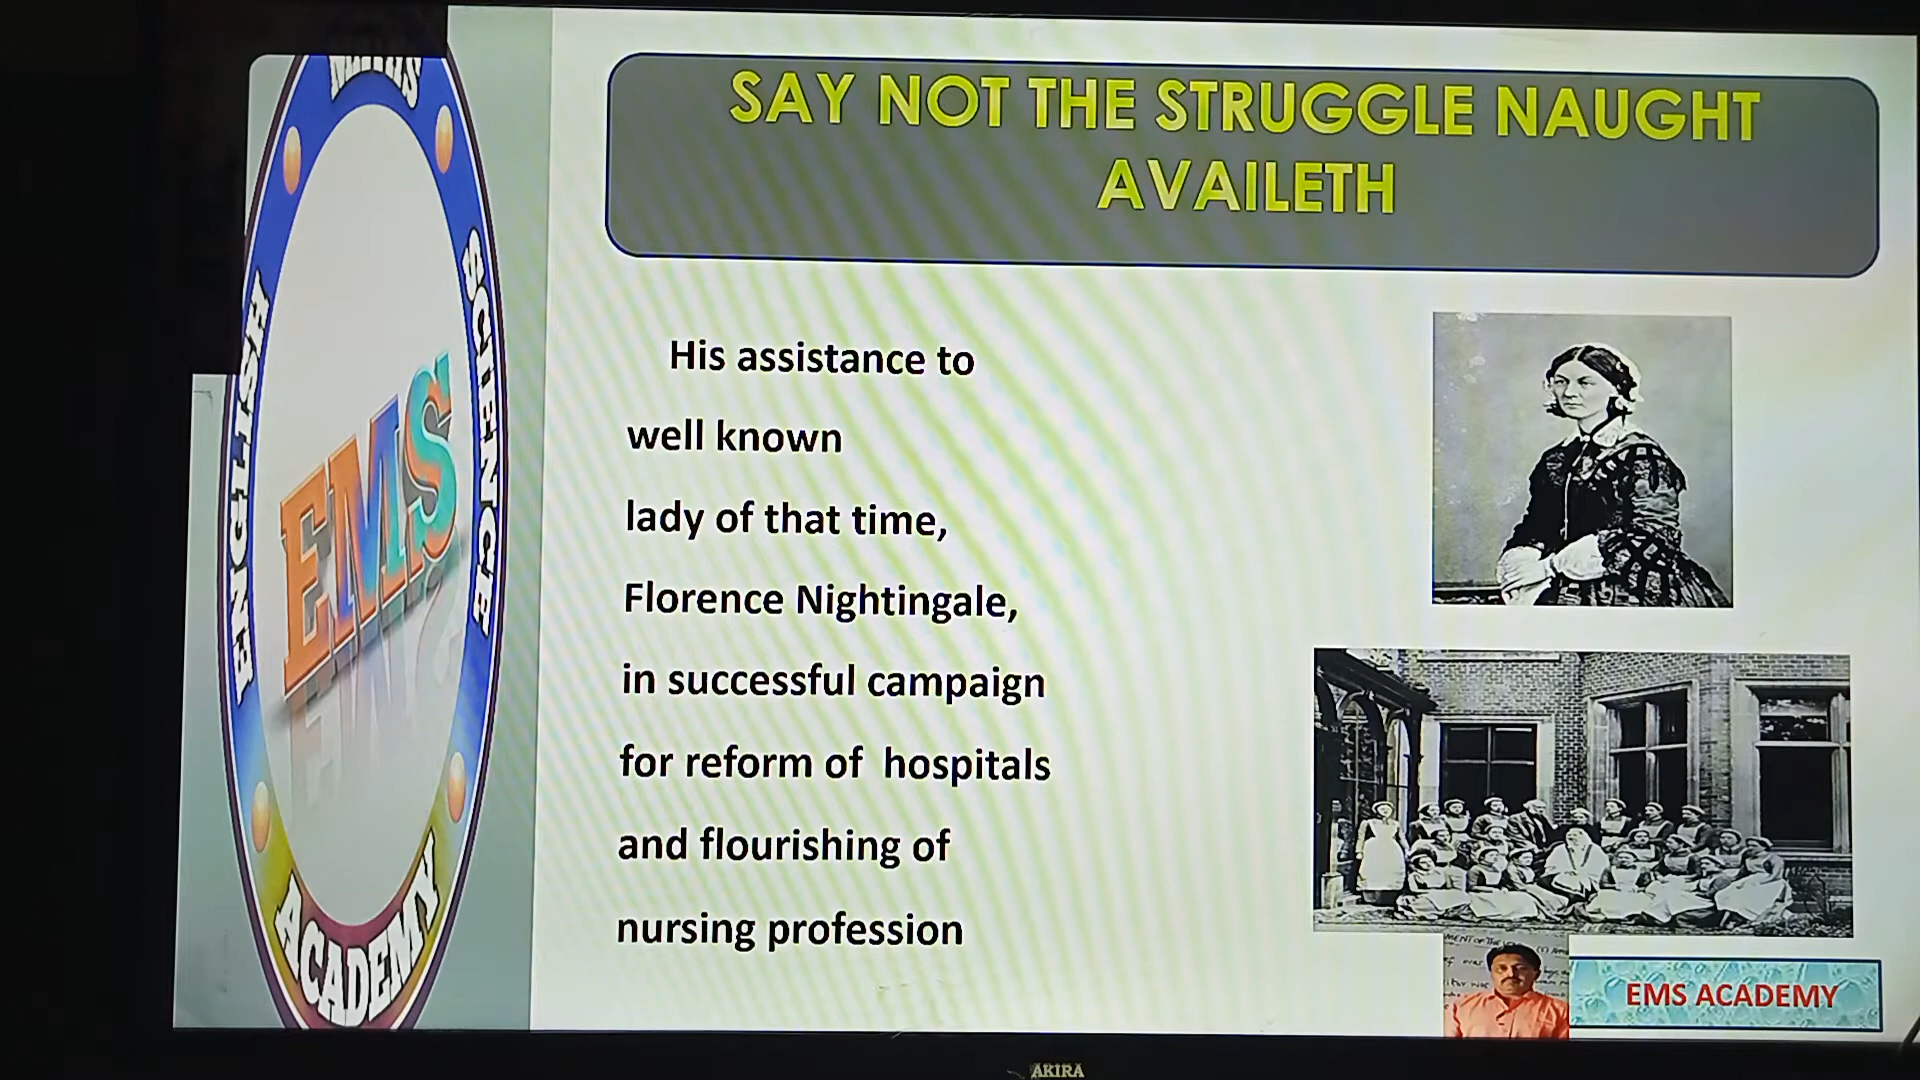 SAY NOT THE STRUGGLE NAUGHT
AVAILETH
ENGLISH
SCIENCE
EMS
ACADEMY
His assistance to
well known
lady of that time,
Florence Nightingale,
in successful campaign
for reform of hospitals
and flourishing of
nursing profession
EMS ACADEMY
AKIRA